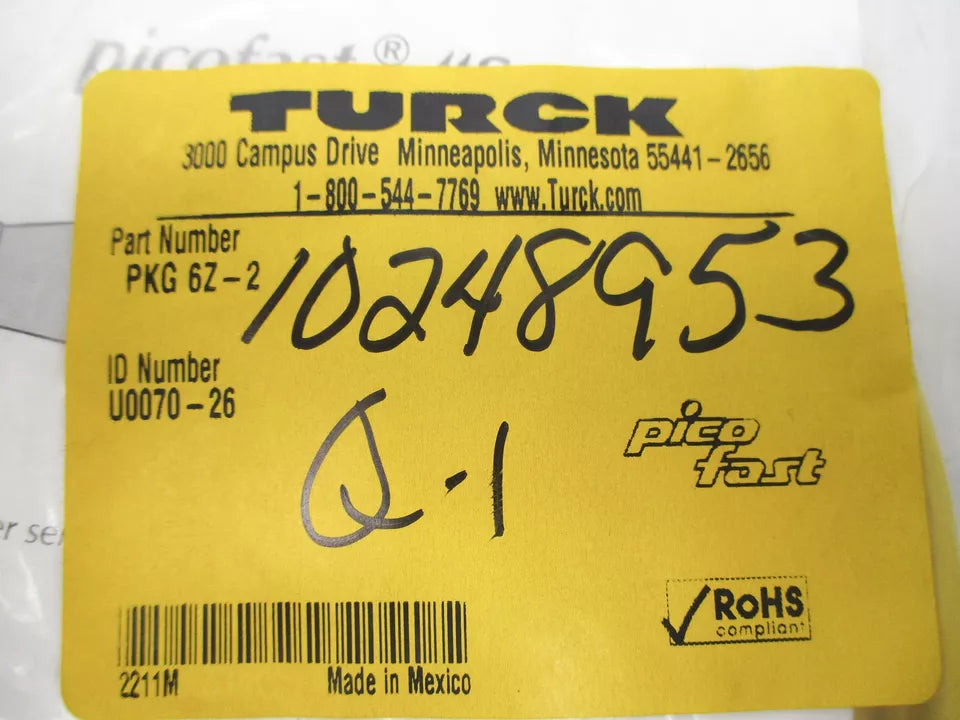 picofast®
TURCK
3000 Campus Drive Minneapolis, Minnesota 55441-2656
1-800-544-7769 www.Turck.com
Part Number
PKG 6Z-2
10248953
ID Number
U0070-26
Q-1
pico
fast
RoHS
compliant
2211M
Made in Mexico